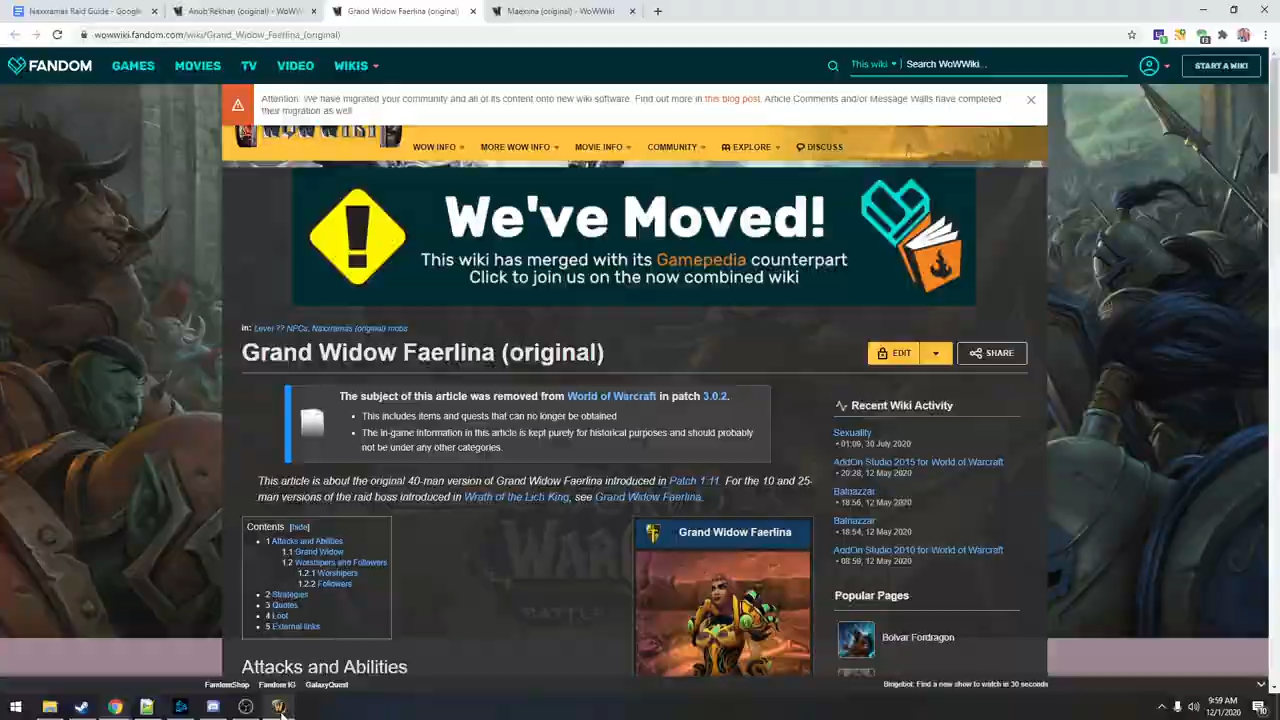 Naxxramas Raid Guide - Google
Anub'Rekhan (original) - WoWW
Grand Widow Faerlina (original)
Maexxna (original) - WoWWiki
wowwiki.fandom.com/wiki/Grand_Widow_Faerlina_(original)
FANDOM GAMES MOVIES TV VIDEO WIKIS
This wiki Search WoWWiki... START A WIKI
Attention: We have migrated your community and all of its content onto new wiki software. Find out more in this blog post. Article Comments and/or Message Walls have completed
their migration as well
WOW INFO MORE WOW INFO MOVIE INFO COMMUNITY EXPLORE DISCUSS
We've Moved!
This wiki has merged with its Gamepedia counterpart
Click to join us on the now combined wiki
in: Level ?? NPCs, Naxxramas (original) mobs
Grand Widow Faerlina (original)
EDIT SHARE
The subject of this article was removed from World of Warcraft in patch 3.0.2.
• This includes items and quests that can no longer be obtained
• The in-game information in this article is kept purely for historical purposes and should probably
not be under any other categories.
This article is about the original 40-man version of Grand Widow Faerlina introduced in Patch 1.11. For the 10 and 25-
man versions of the raid boss introduced in Wrath of the Lich King, see Grand Widow Faerlina.
Contents [hide]
• 1 Attacks and Abilities
1.1 Grand Widow
1.2 Worshipers and Followers
1.2.1 Worshipers
1.2.2 Followers
• 2 Strategies
• 3 Quotes
• 4 Loot
• 5 External links
Grand Widow Faerlina
Attacks and Abilities
Recent Wiki Activity
Sexuality
• 01:09, 30 July 2020
AddOn Studio 2015 for World of Warcraft
• 20:28, 12 May 2020
Balnazzar
• 18:56, 12 May 2020
Balnazzar
• 18:54, 12 May 2020
AddOn Studio 2010 for World of Warcraft
• 08:59, 12 May 2020
Popular Pages
Bolvar Fordragon
FandomShop Fandom IG GalaxyQuest
Bingebot: Find a new show to watch in 30 seconds
9:59 AM
12/1/2020